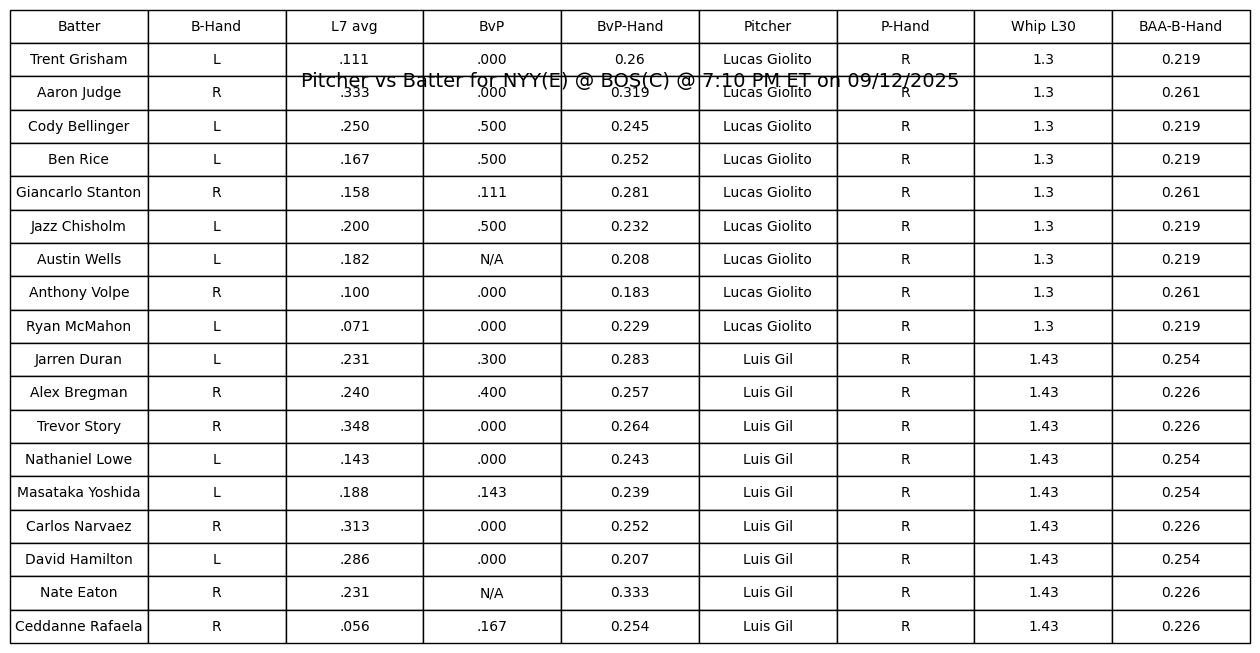 Batter B-Hand L7 avg BvP BvP-Hand Pitcher P-Hand Whip L30 BAA-B-Hand
Trent Grisham L .111 .000 0.26 Lucas Giolito R 1.3 0.219
Pitcher vs Batter for NYY(E) @ BOS(C) @ 7:10 PM ET on 09/12/2025
Aaron Judge R .333 .000 0.319 Lucas Giolito R 1.3 0.261
Cody Bellinger L .250 .500 0.245 Lucas Giolito R 1.3 0.219
Ben Rice L .167 .500 0.252 Lucas Giolito R 1.3 0.219
Giancarlo Stanton R .158 .111 0.281 Lucas Giolito R 1.3 0.261
Jazz Chisholm L .200 .500 0.232 Lucas Giolito R 1.3 0.219
Austin Wells L .182 N/A 0.208 Lucas Giolito R 1.3 0.219
Anthony Volpe R .100 .000 0.183 Lucas Giolito R 1.3 0.261
Ryan McMahon L .071 .000 0.229 Lucas Giolito R 1.3 0.219
Jarren Duran L .231 .300 0.283 Luis Gil R 1.43 0.254
Alex Bregman R .240 .400 0.257 Luis Gil R 1.43 0.226
Trevor Story R .348 .000 0.264 Luis Gil R 1.43 0.226
Nathaniel Lowe L .143 .000 0.243 Luis Gil R 1.43 0.254
Masataka Yoshida L .188 .143 0.239 Luis Gil R 1.43 0.254
Carlos Narvaez R .313 .000 0.252 Luis Gil R 1.43 0.226
David Hamilton L .286 .000 0.207 Luis Gil R 1.43 0.254
Nate Eaton R .231 N/A 0.333 Luis Gil R 1.43 0.226
Ceddanne Rafaela R .056 .167 0.254 Luis Gil R 1.43 0.226